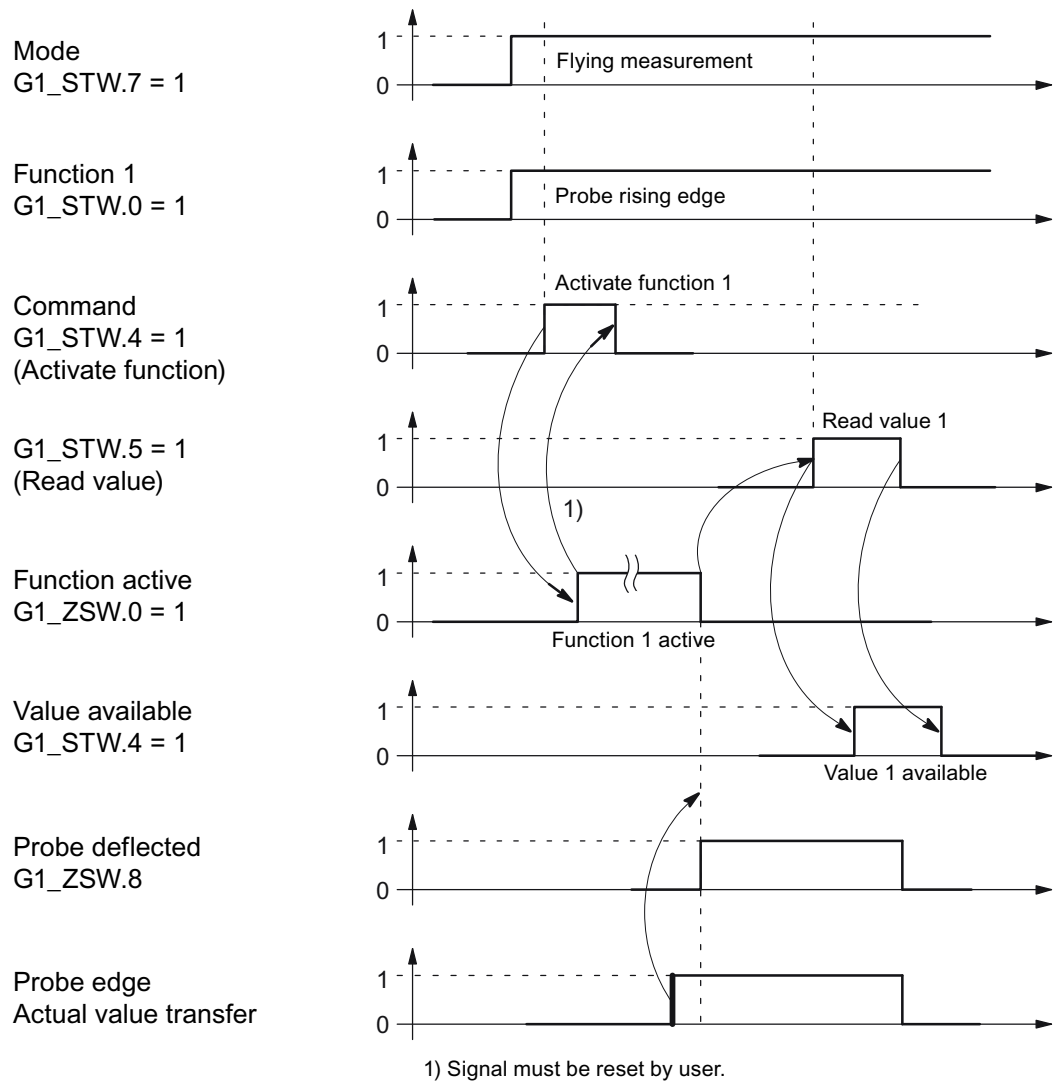 Mode
G1_STW.7 = 1
1
0
Flying measurement
Function 1
G1_STW.0 = 1
1
0
Probe rising edge
Command
G1_STW.4 = 1
(Activate function)
Activate function 1
1
0
G1_STW.5 = 1
(Read value)
Read value 1
1
0
1)
Function active
G1_ZSW.0 = 1
1
0
Function 1 active
Value available
G1_STW.4 = 1
1
0
Value 1 available
Probe deflected
G1_ZSW.8
1
0
Probe edge
Actual value transfer
1
0
1) Signal must be reset by user.